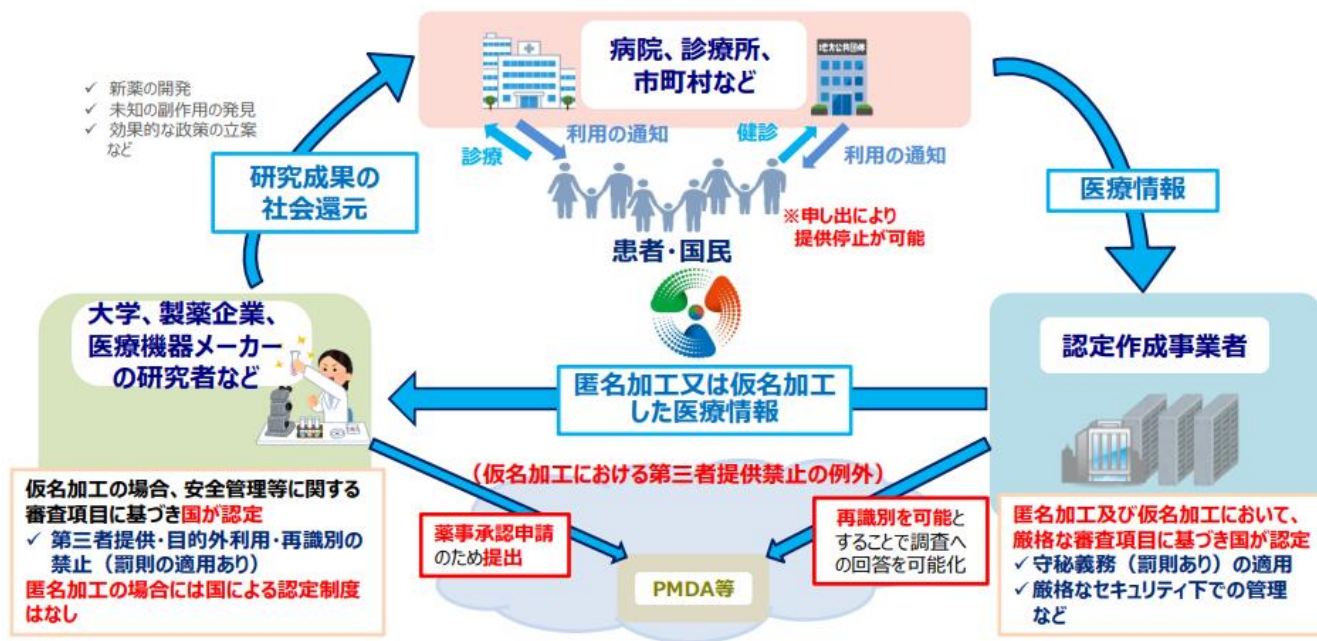 病院、診療所、
市町村など
地方公共団体
✓ 新薬の開発
✓ 未知の副作用の発見
✓ 効果的な政策の立案
など
診療
利用の通知
健診
利用の通知
研究成果の
社会還元
医療情報
※申し出により
提供停止が可能
患者・国民
大学、製薬企業、
医療機器メーカー
の研究者など
認定作成事業者
匿名加工又は仮名加工
した医療情報
(仮名加工における第三者提供禁止の例外)
仮名加工の場合、安全管理等に関する
審査項目に基づき国が認定
✓ 第三者提供・目的外利用・再識別の
禁止（罰則の適用あり）
匿名加工の場合には国による認定制度
はなし
薬事承認申請
のため提出
再識別を可能と
することで調査へ
の回答を可能化
PMDA等
匿名加工及び仮名加工において、
厳格な審査項目に基づき国が認定
✓守秘義務（罰則あり）の適用
✓厳格なセキュリティ下での管理
など